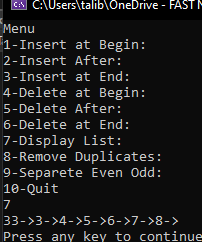 C:\Users\talib\OneDrive - FAST N
Menu
1-Insert at Begin:
2-Insert After:
3-Insert at End:
4-Delete at Begin:
5-Delete After:
6-Delete at End:
7-Display List:
8-Remove Duplicates:
9-Separete Even Odd:
10-Quit
7
33->3->4->5->6->7->8->
Press any key to continue